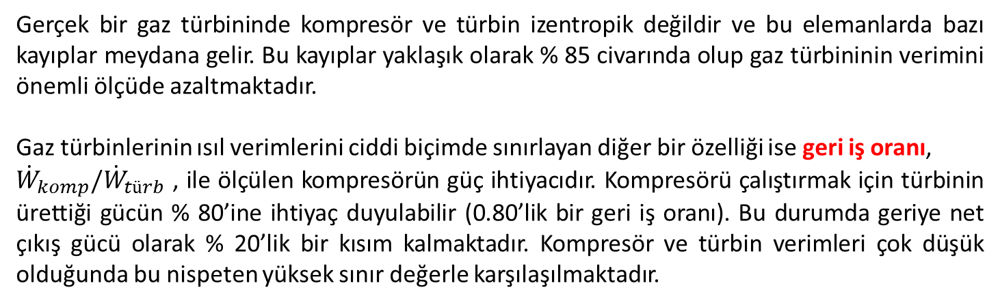 Gerçek bir gaz türbininde kompresör ve türbin izentropik değildir ve bu elemanlarda bazı
kayıplar meydana gelir. Bu kayıplar yaklaşık olarak % 85 civarında olup gaz türbininin verimini
önemli ölçüde azaltmaktadır.
Gaz türbinlerinin ısıl verimlerini ciddi biçimde sınırlayan diğer bir özelliği ise geri iş oranı,
Ẇkomp/Ẇtürb , ile ölçülen kompresörün güç ihtiyacıdır. Kompresörü çalıştırmak için türbinin
ürettiği gücün % 80’ine ihtiyaç duyulabilir (0.80’lik bir geri iş oranı). Bu durumda geriye net
çıkış gücü olarak % 20’lik bir kısım kalmaktadır. Kompresör ve türbin verimleri çok düşük
olduğunda bu nispeten yüksek sınır değerle karşılaşılmaktadır.